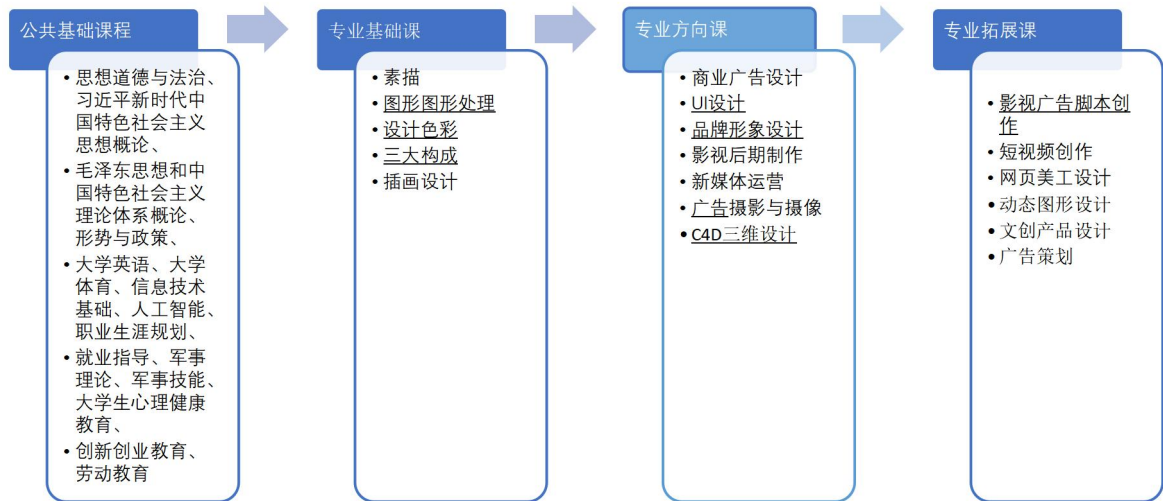 公共基础课程
• 思想道德与法治、
习近平新时代中
国特色社会主义
思想概论、
• 毛泽东思想和中
国特色社会主义
理论体系概论、
形势与政策、
• 大学英语、大学
体育、信息技术
基础、人工智能、
职业生涯规划、
• 就业指导、军事
理论、军事技能、
大学生心理健康
教育、
• 创新创业教育、
劳动教育
专业基础课
• 素描
• 图形图形处理
• 设计色彩
• 三大构成
• 插画设计
专业方向课
• 商业广告设计
• UI设计
• 品牌形象设计
• 影视后期制作
• 新媒体运营
• 广告摄影与摄像
• C4D三维设计
专业拓展课
• 影视广告脚本创
作
• 短视频创作
• 网页美工设计
• 动态图形设计
• 文创产品设计
• 广告策划